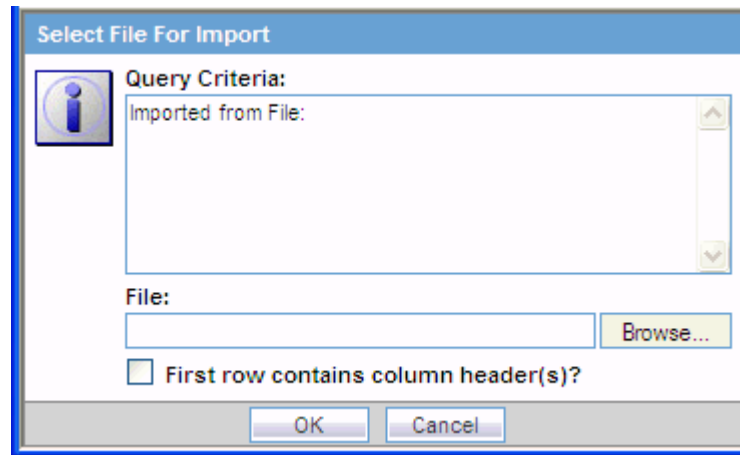 Select File For Import
Query Criteria:
Imported from File:
File:
Browse...
First row contains column header(s)?
OK Cancel